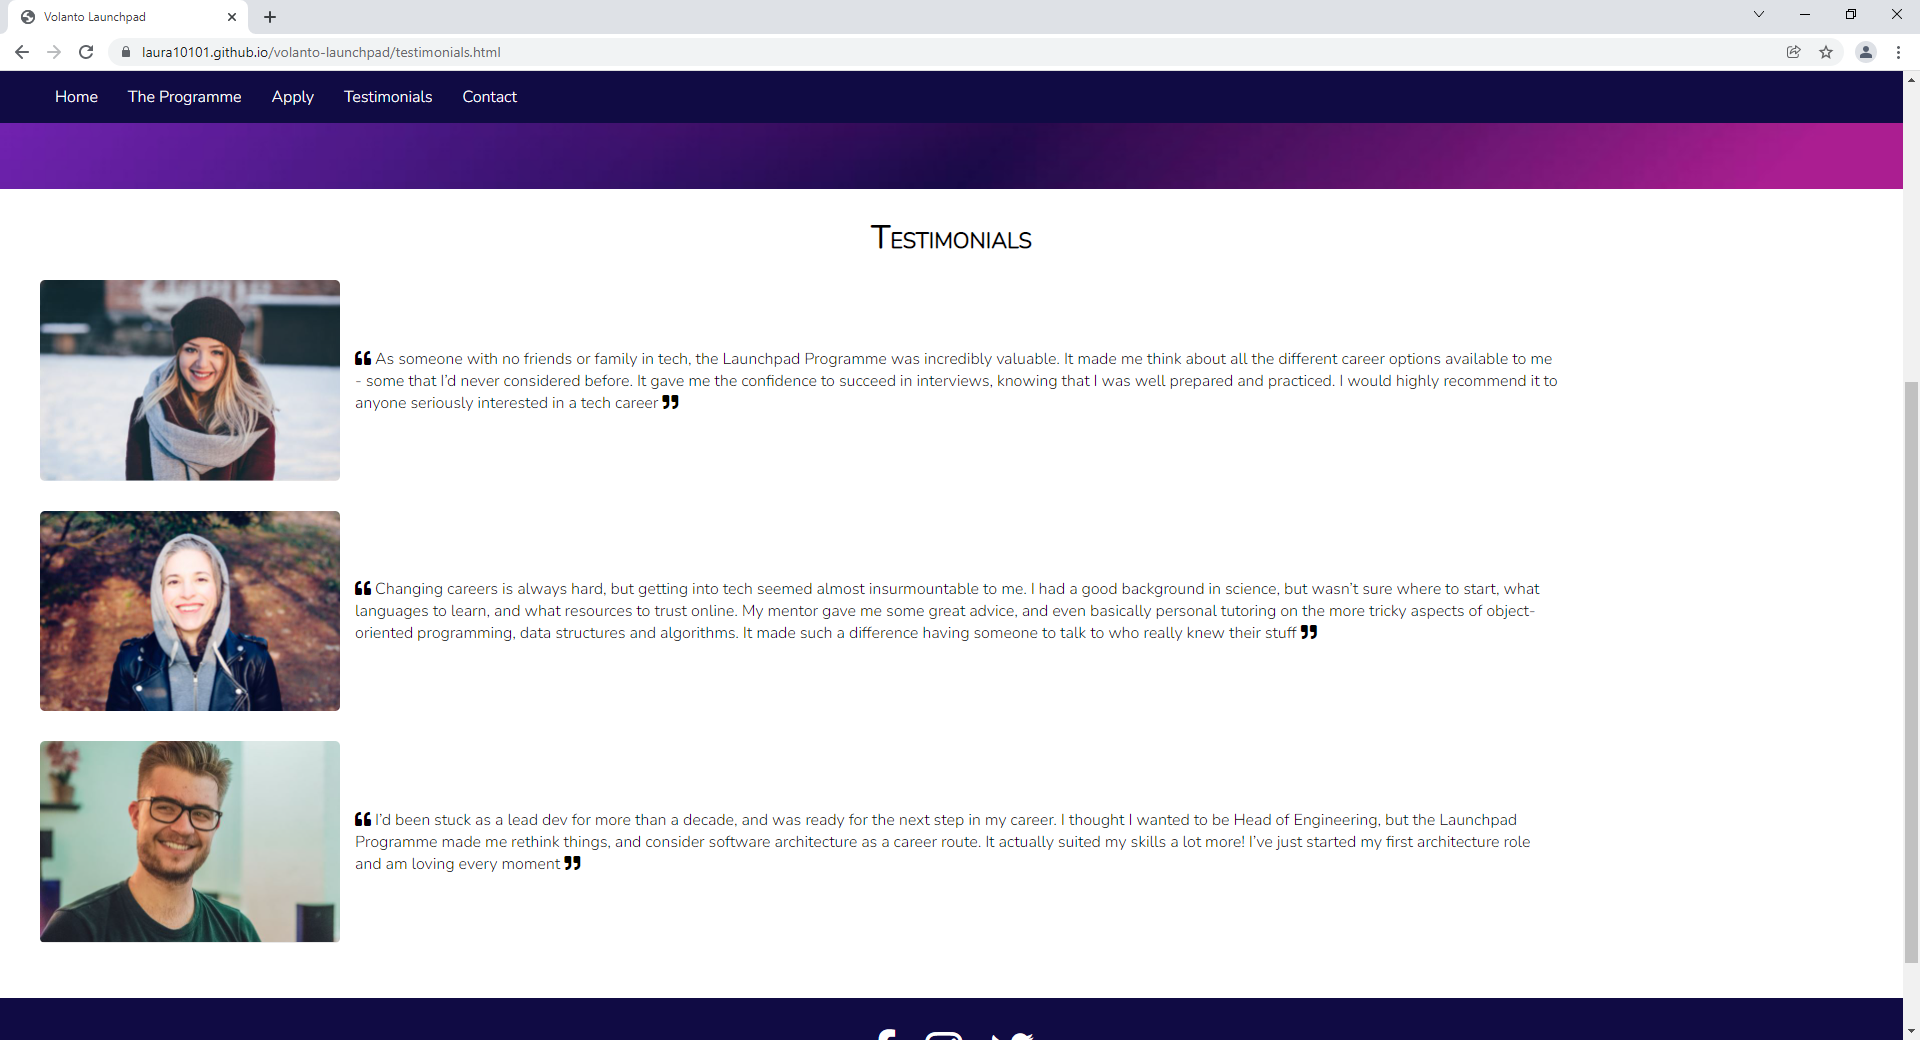 Volanto Launchpad
laura10101.github.io/volanto-launchpad/testimonials.html
Home The Programme Apply Testimonials Contact
Testimonials
“ As someone with no friends or family in tech, the Launchpad Programme was incredibly valuable. It made me think about all the different career options available to me
- some that I’d never considered before. It gave me the confidence to succeed in interviews, knowing that I was well prepared and practiced. I would highly recommend it to
anyone seriously interested in a tech career ”
“ Changing careers is always hard, but getting into tech seemed almost insurmountable to me. I had a good background in science, but wasn’t sure where to start, what
languages to learn, and what resources to trust online. My mentor gave me some great advice, and even basically personal tutoring on the more tricky aspects of object-
oriented programming, data structures and algorithms. It made such a difference having someone to talk to who really knew their stuff ”
“ I’d been stuck as a lead dev for more than a decade, and was ready for the next step in my career. I thought I wanted to be Head of Engineering, but the Launchpad
Programme made me rethink things, and consider software architecture as a career route. It actually suited my skills a lot more! I’ve just started my first architecture role
and am loving every moment ”